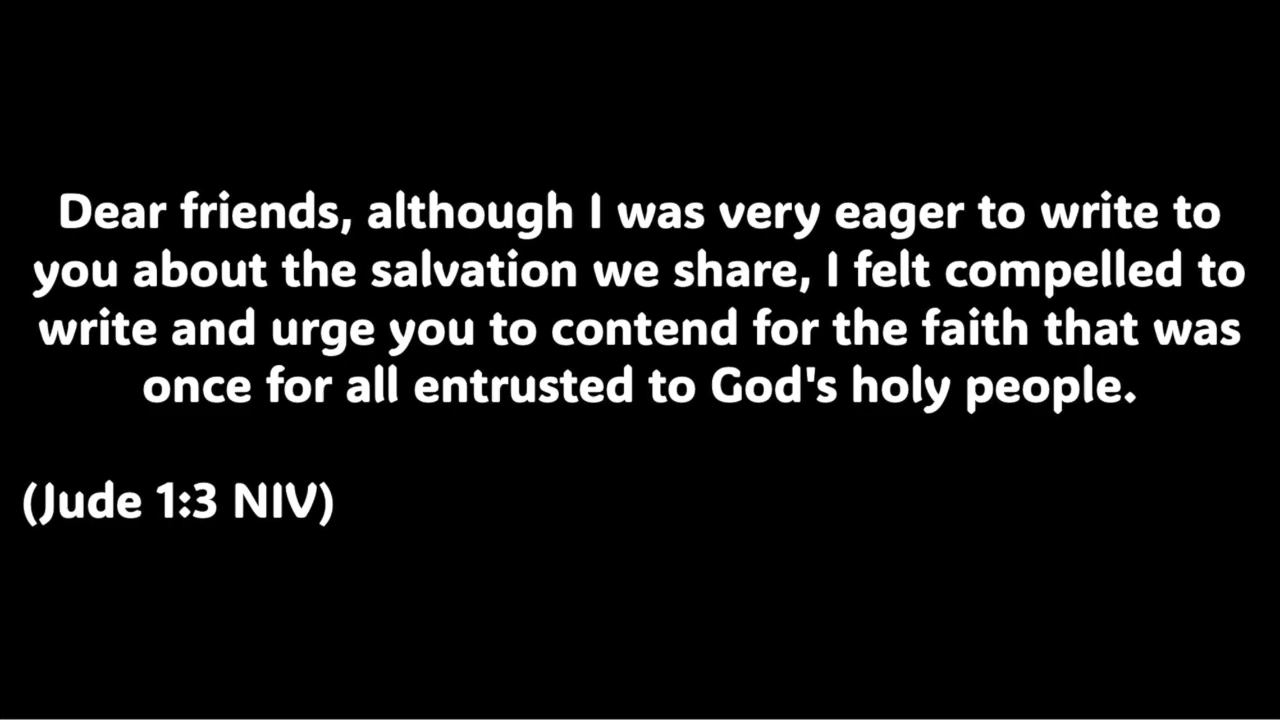 Dear friends, although I was very eager to write to
you about the salvation we share, I felt compelled to
write and urge you to contend for the faith that was
once for all entrusted to God's holy people.
(Jude 1:3 NIV)